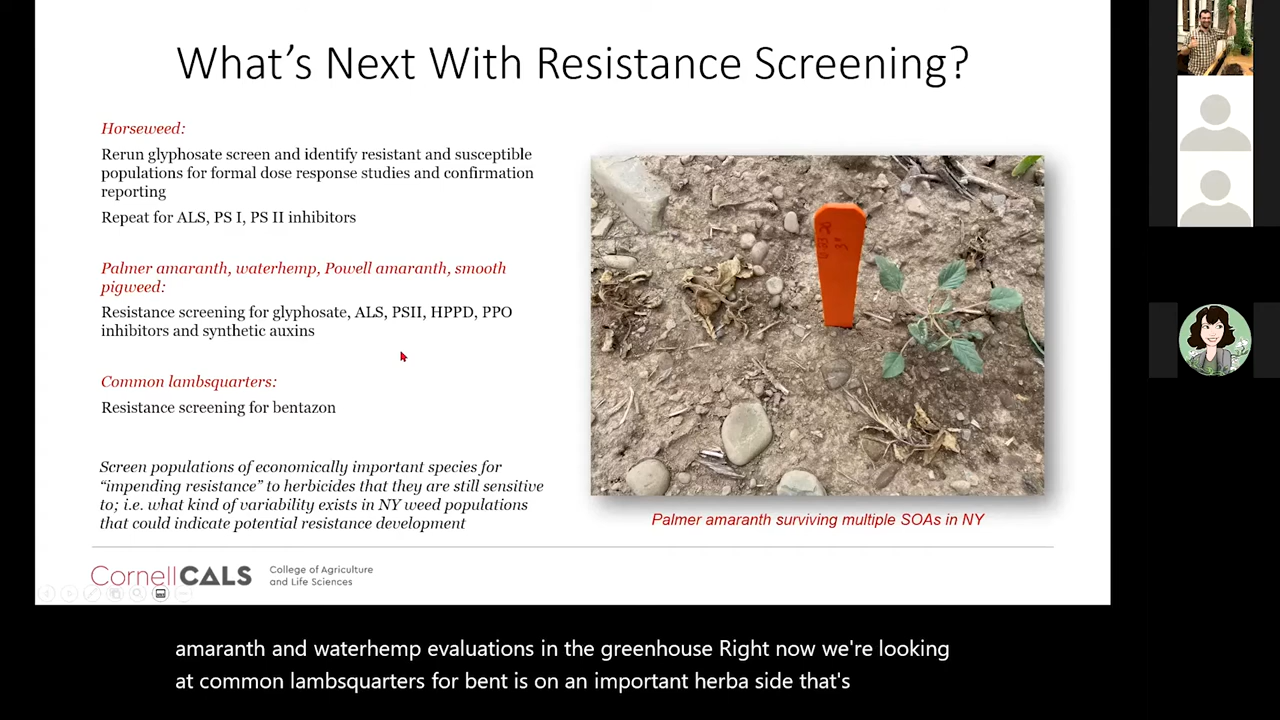 What's Next With Resistance Screening?
Horseweed:
Rerun glyphosate screen and identify resistant and susceptible
populations for formal dose response studies and confirmation
reporting
Repeat for ALS, PS I, PS II inhibitors
Palmer amaranth, waterhemp, Powell amaranth, smooth
pigweed:
Resistance screening for glyphosate, ALS, PSII, HPPD, PPO
inhibitors and synthetic auxins
Common lambsquarters:
Resistance screening for bentazon
Screen populations of economically important species for
“impending resistance” to herbicides that they are still sensitive
to; i.e. what kind of variability exists in NY weed populations
that could indicate potential resistance development
Palmer amaranth surviving multiple SOAs in NY
CornellCALS
College of Agriculture
and Life Sciences
amaranth and waterhemp evaluations in the greenhouse Right now we're looking
at common lambsquarters for bent is on an important herba side that's